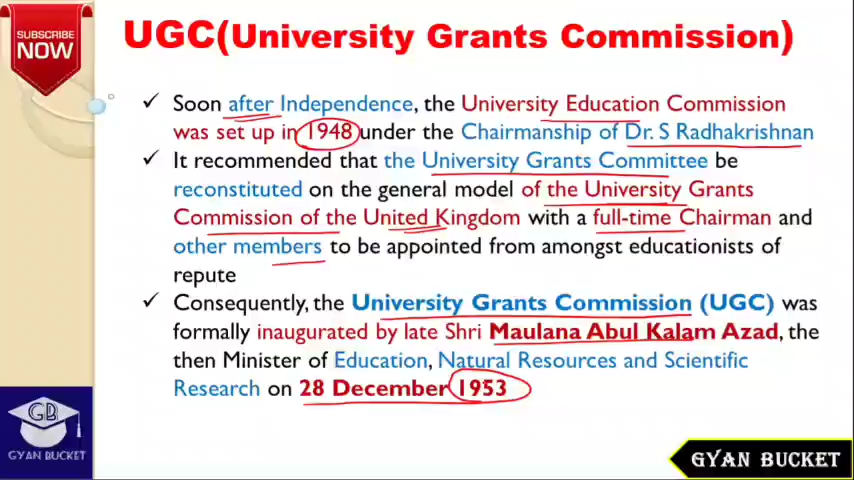 SUBSCRIBE
NOW
UGC(University Grants Commission)
✓ Soon after Independence, the University Education Commission
was set up in 1948 under the Chairmanship of Dr. S Radhakrishnan
✓ It recommended that the University Grants Committee be
reconstituted on the general model of the University Grants
Commission of the United Kingdom with a full-time Chairman and
other members to be appointed from amongst educationists of
repute
✓ Consequently, the University Grants Commission (UGC) was
formally inaugurated by late Shri Maulana Abul Kalam Azad, the
then Minister of Education, Natural Resources and Scientific
Research on 28 December 1953
GB
GYAN BUCKET
GYAN BUCKET